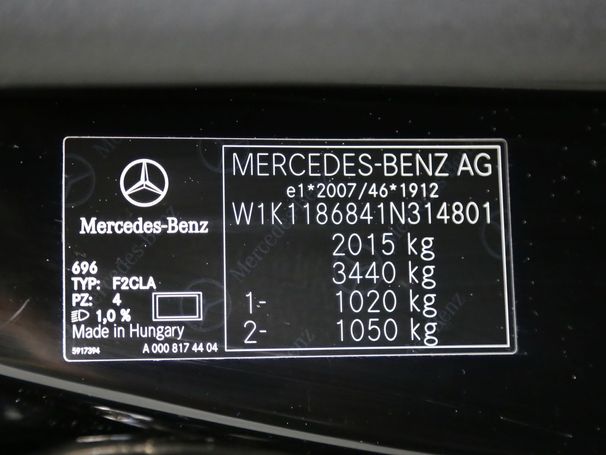 Mercedes-Benz
696
TYP: F2CLA
PZ: 4
1,0 %
Made in Hungary
5917394 A 000 817 44 04
MERCEDES-BENZ AG
e1*2007/46*1912
W1K1186841N314801
2015 kg
3440 kg
1- 1020 kg
2- 1050 kg